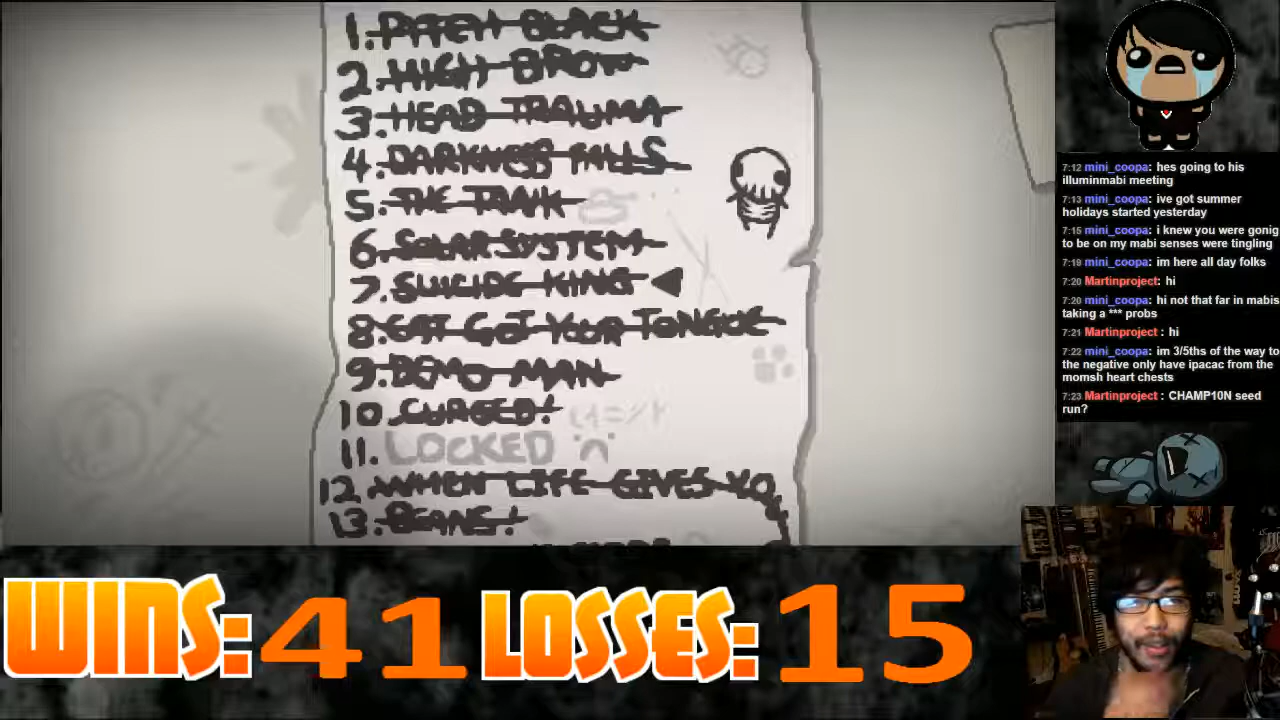 1. PITCH BLACK
2. HIGH BROW
3. HEAD TRAUMA
4. DARKNESS FALLS
5. THE TANK
6. SOLAR SYSTEM
7. SUICIDE KING
8. CAT GOT YOUR TONGUE
9. DEMO MAN
10. CURSED!
11. LOCKED :(
12. WHEN LIFE GIVES YO
13. BEANS!
WINS:41 LOSSES:15
7:12 mini_coopa: hes going to his
illuminmabi meeting
7:13 mini_coopa: ive got summer
holidays started yesterday
7:15 mini_coopa: i knew you were gonig
to be on my mabi senses were tingling
7:19 mini_coopa: im here all day folks
7:20 Martinproject: hi
7:20 mini_coopa: hi not that far in mabis
taking a *** probs
7:21 Martinproject : hi
7:22 mini_coopa: im 3/5ths of the way to
the negative only have ipacac from the
momsh heart chests
7:23 Martinproject : CHAMP10N seed
run?